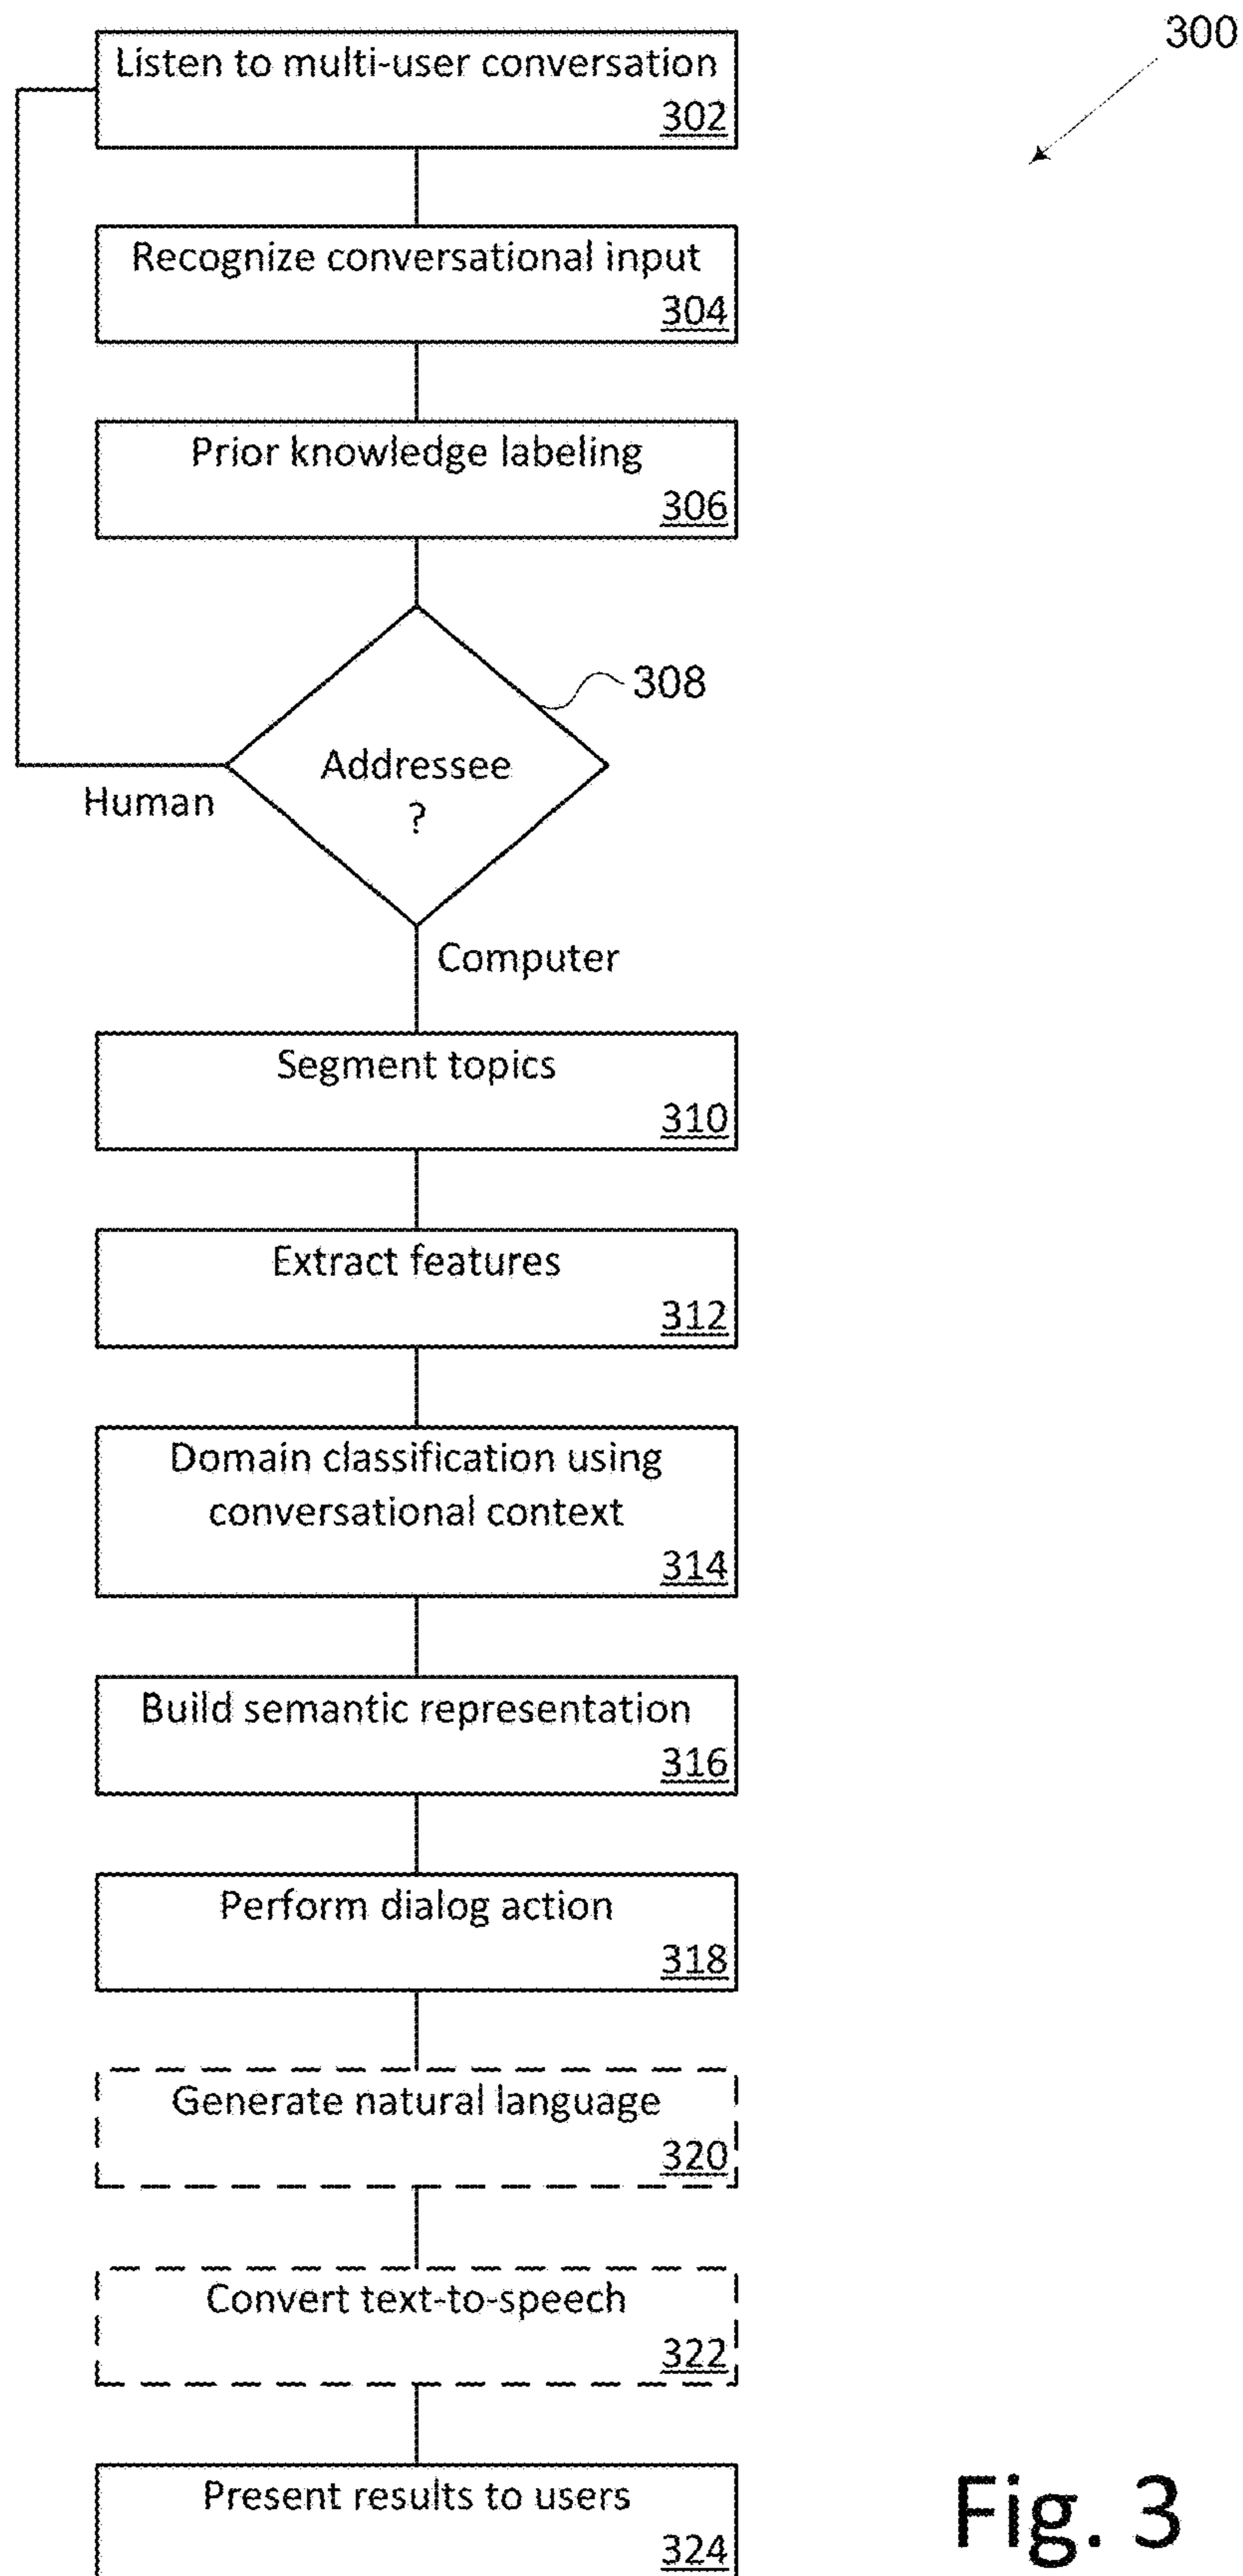 300
Listen to multi-user conversation
302
Recognize conversational input
304
Prior knowledge labeling
306
308
Addressee
?
Human
Computer
Segment topics
310
Extract features
312
Domain classification using
conversational context
314
Build semantic representation
316
Perform dialog action
318
Generate natural language
320
Convert text-to-speech
322
Present results to users
324
Fig. 3